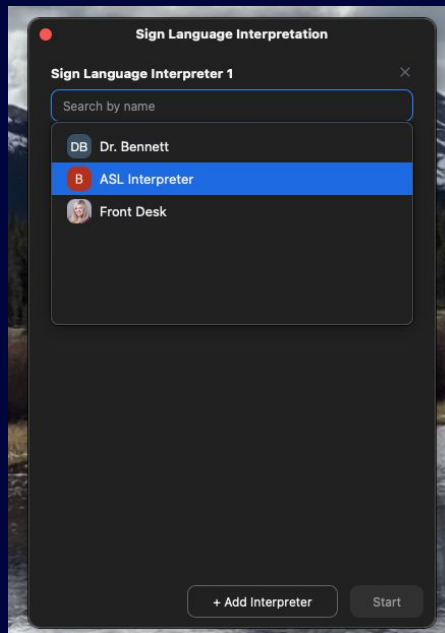 Sign Language Interpretation
Sign Language Interpreter 1
Search by name
DB Dr. Bennett
B ASL Interpreter
Front Desk
+ Add Interpreter
Start